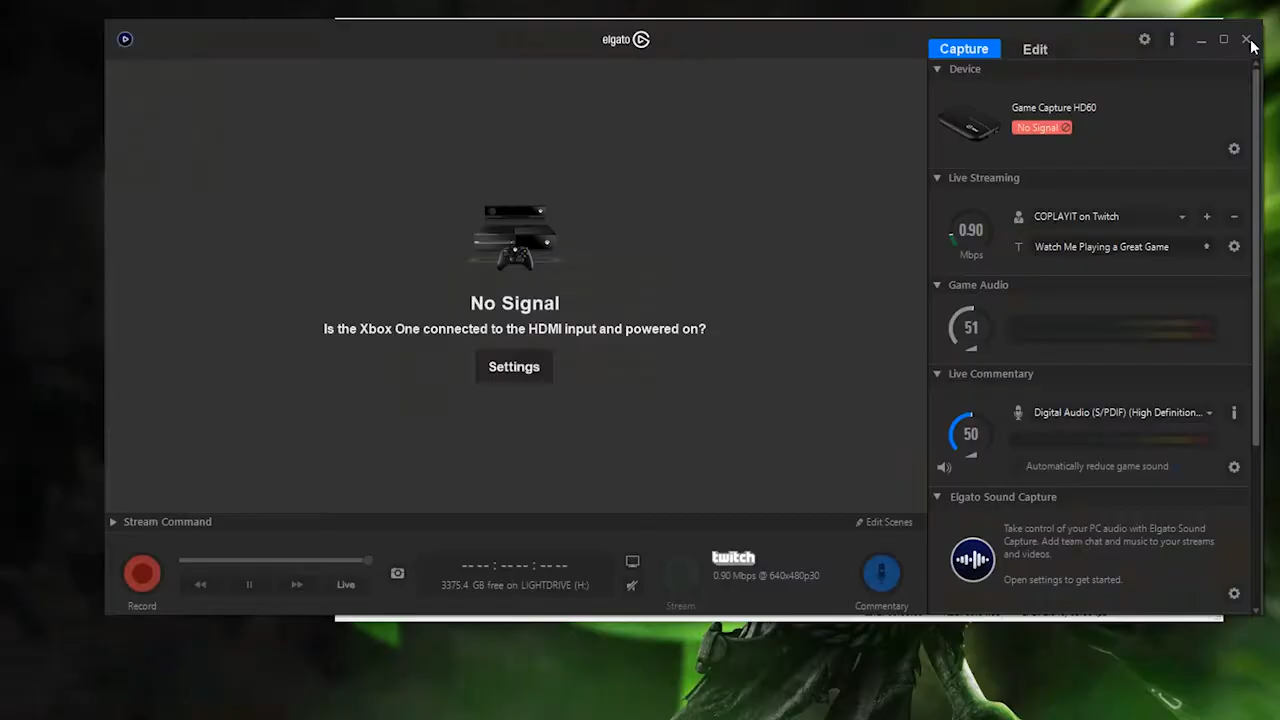 elgato
Capture
Edit
Device
Game Capture HD60
No Signal
Live Streaming
0.90
Mbps
COPLAYIT on Twitch
T Watch Me Playing a Great Game
Game Audio
51
Live Commentary
50
Digital Audio (S/PDIF) (High Definition...
Automatically reduce game sound
Elgato Sound Capture
Take control of your PC audio with Elgato Sound
Capture. Add team chat and music to your streams
and videos.
Open settings to get started.
No Signal
Is the Xbox One connected to the HDMI input and powered on?
Settings
Stream Command
Edit Scenes
Record
Live
--:--:--
3375.4 GB free on LIGHTDRIVE (H:)
Stream
twitch
0.90 Mbps @ 640x480p30
Commentary